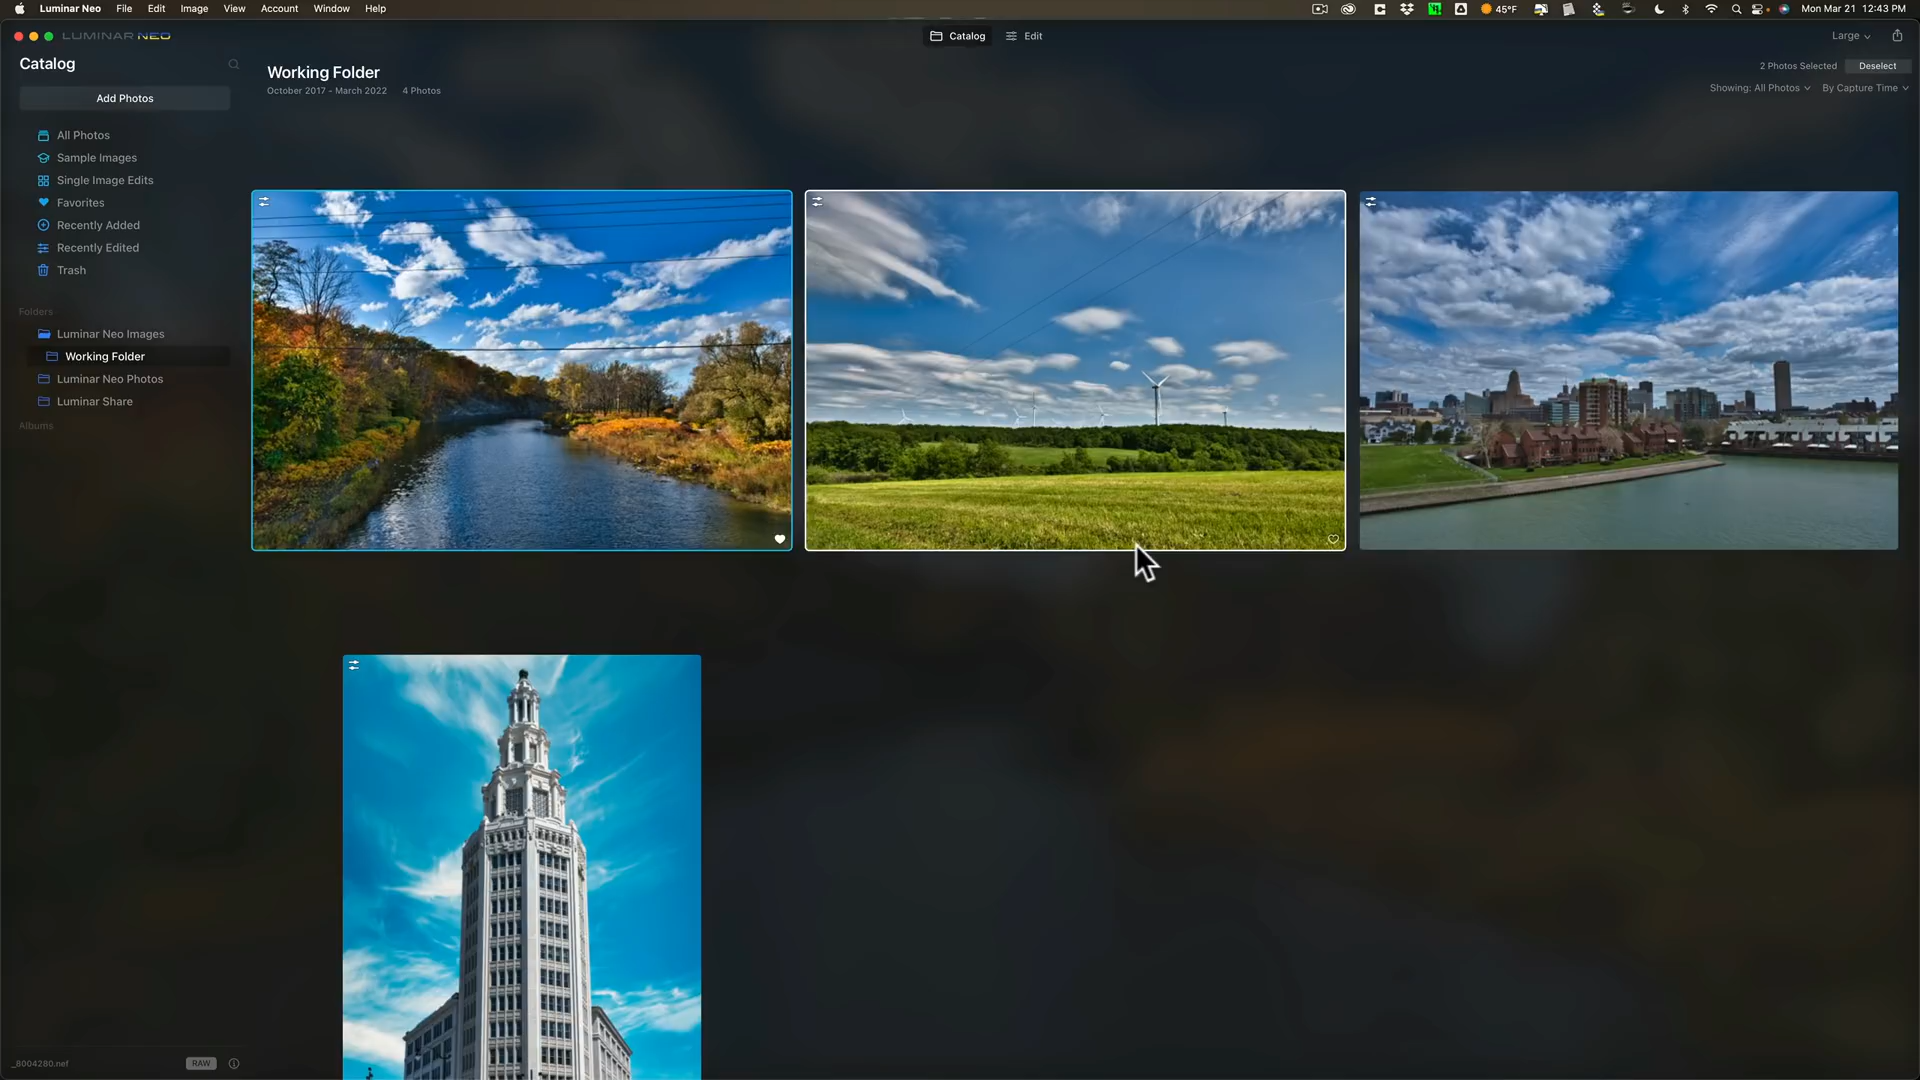 Luminar Neo File Edit Image View Account Window Help
45°F Mon Mar 21 12:43 PM
LUMINAR NEO
Catalog Edit
Large
Catalog
Working Folder
2 Photos Selected Deselect
October 2017 - March 2022 4 Photos
Showing: All Photos By Capture Time
Add Photos
All Photos
Sample Images
Single Image Edits
Favorites
Recently Added
Recently Edited
Trash
Folders
Luminar Neo Images
Working Folder
Luminar Neo Photos
Luminar Share
Albums
_8004280.nef RAW